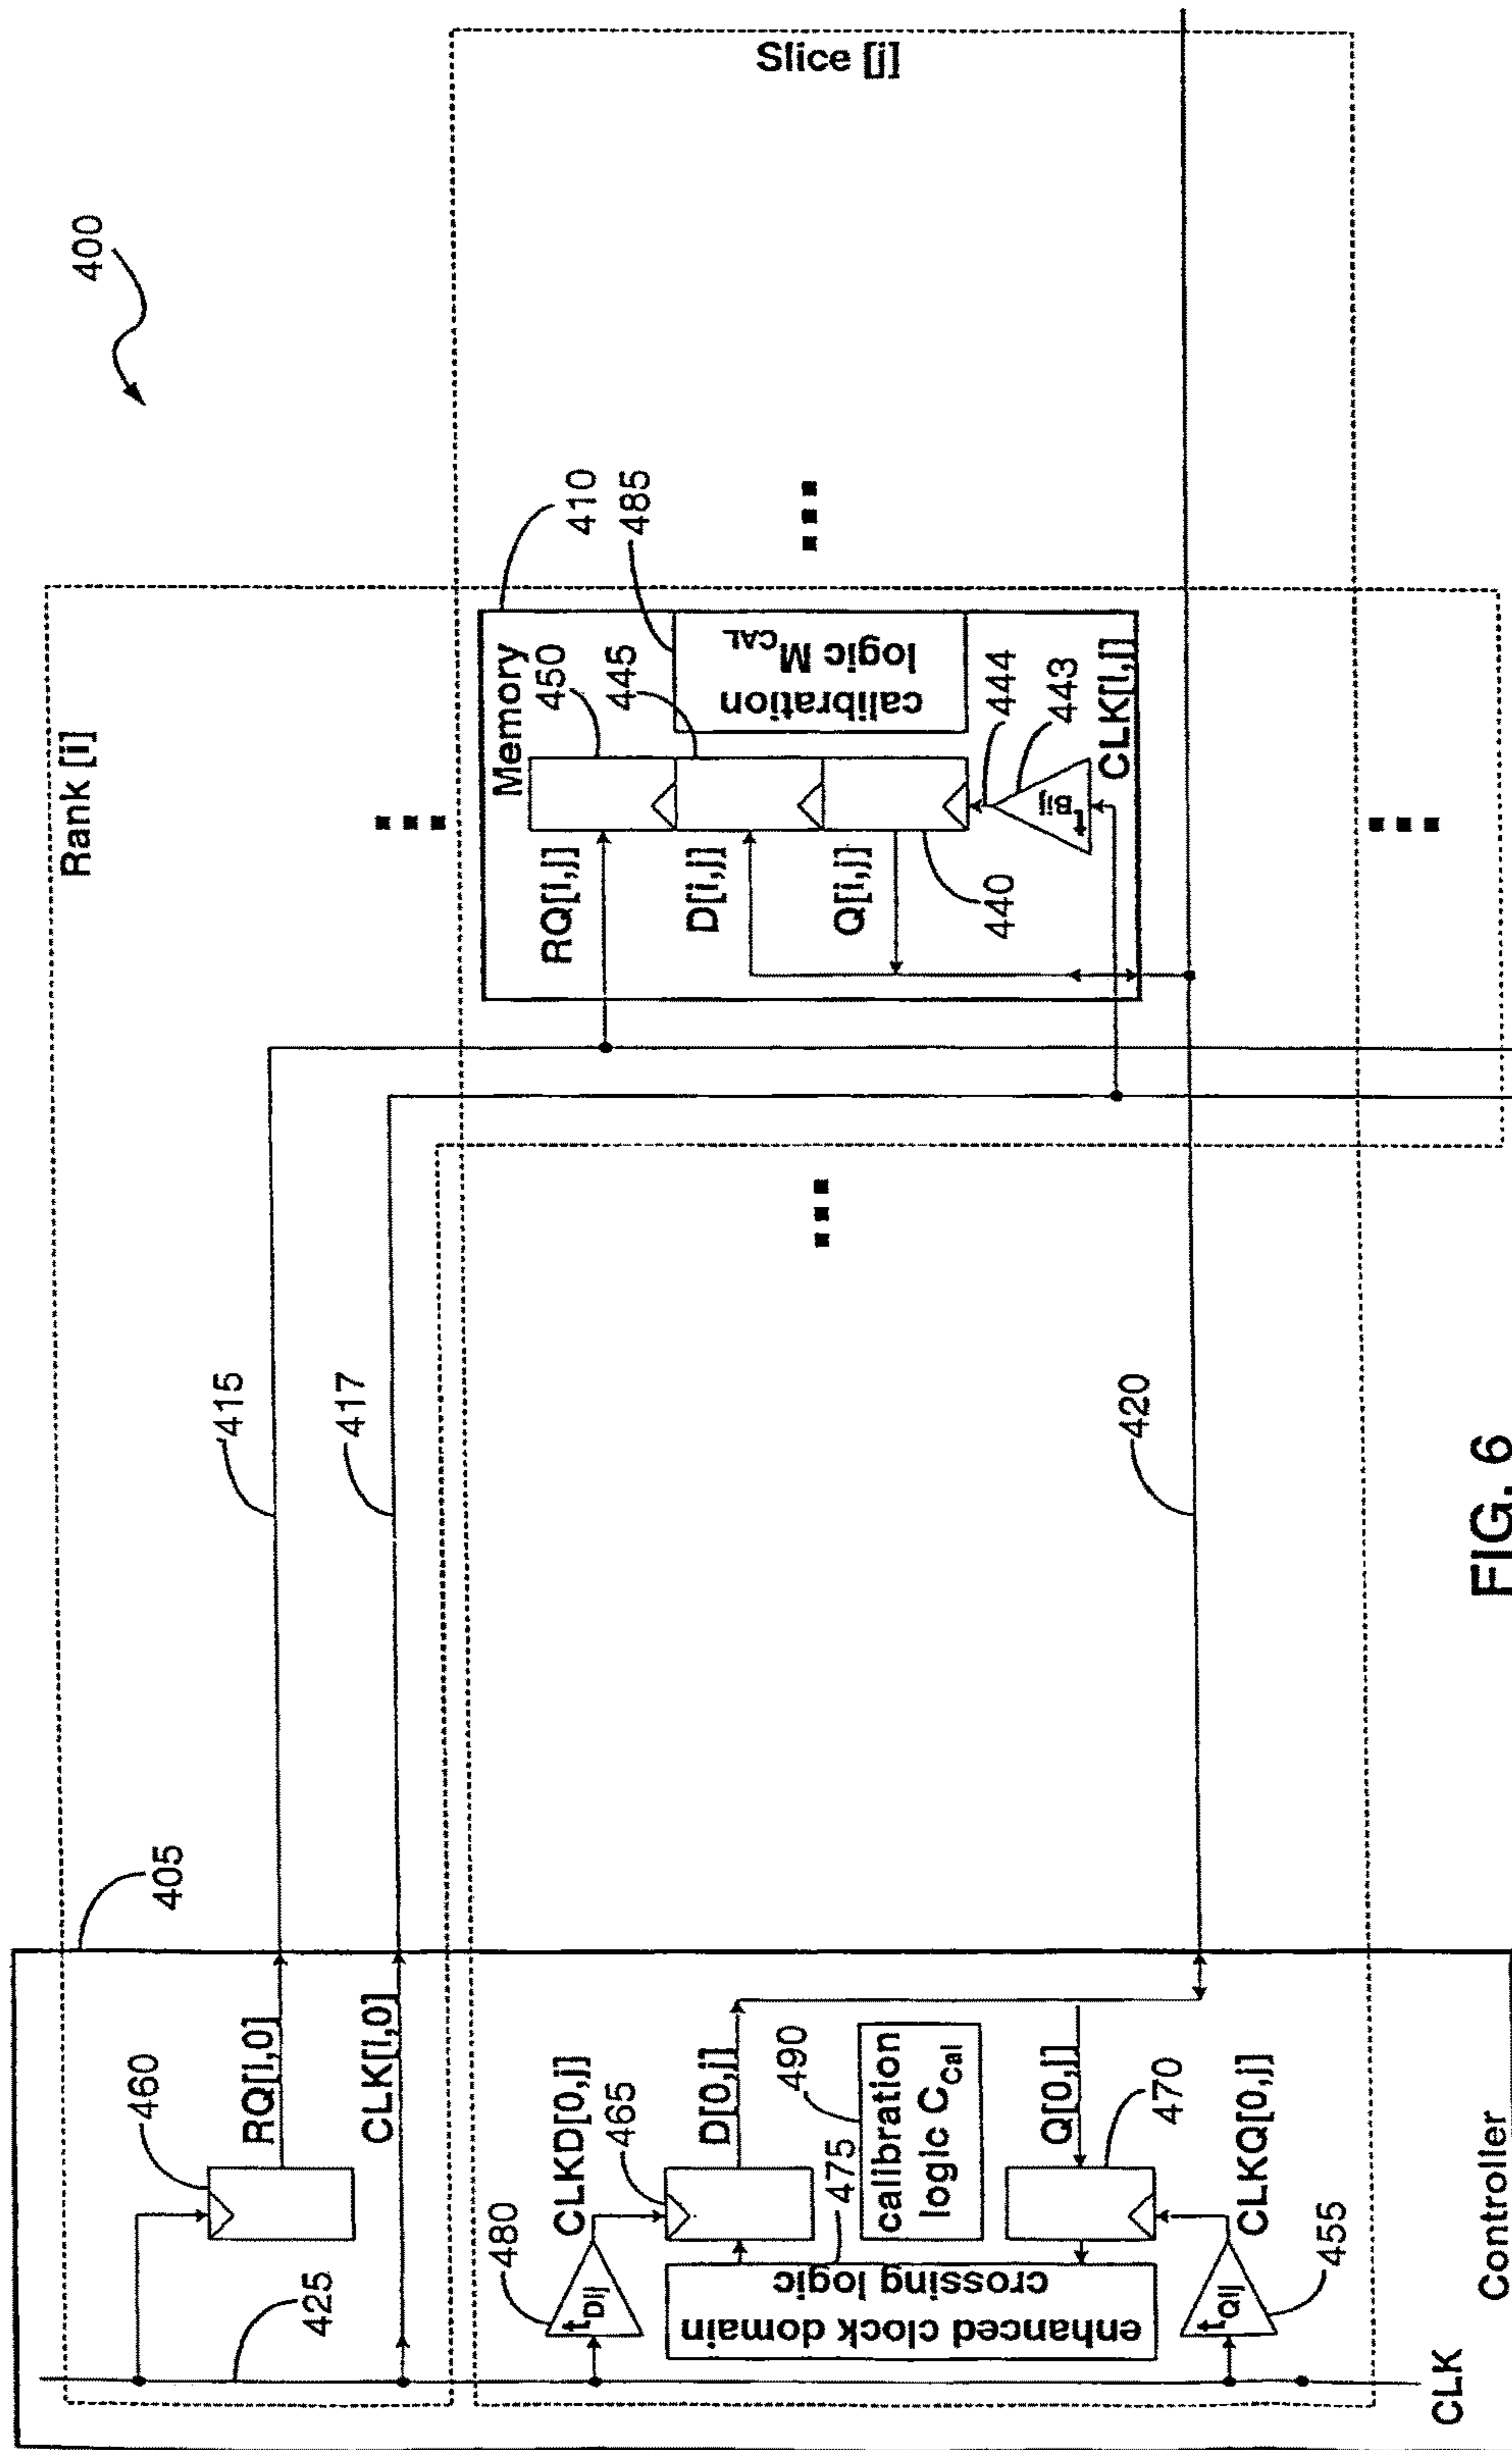 400
Rank [i]
Slice [j]
415
417
405
460
RQ[i,0]
CLK[i,0]
425
480
CLKD[0,j]
t_Dij
465
D[0,j]
enhanced clock domain
crossing logic
475
490
calibration
logic C_Cal
Q[0,j]
470
CLKQ[0,j]
t_Qij
455
CLK
Controller
420
410
485
Memory
450
445
RQ[i,j]
D[i,j]
Q[i,j]
calibration
logic M_CAL
440
444
443
t_Bij
CLK[i,j]
FIG. 6